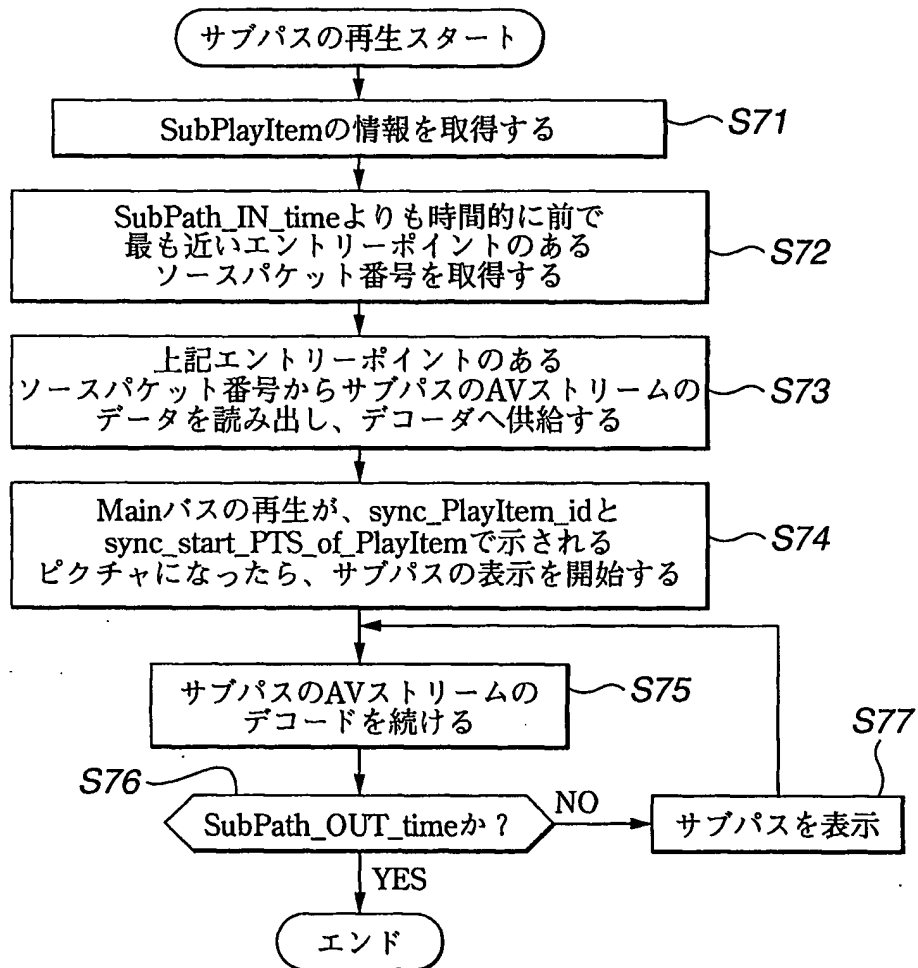 サブパスの再生スタート
SubPlayItemの情報を取得する
S71
SubPath_IN_timeよりも時間的に前で
最も近いエントリーポイントのある
ソースパケット番号を取得する
S72
上記エントリーポイントのある
ソースパケット番号からサブパスのAVストリームの
データを読み出し、デコーダへ供給する
S73
Mainパスの再生が、sync_PlayItem_idと
sync_start_PTS_of_PlayItemで示される
ピクチャになったら、サブパスの表示を開始する
S74
サブパスのAVストリームの
デコードを続ける
S75
S76
SubPath_OUT_timeか？
NO
サブパスを表示
S77
YES
エンド